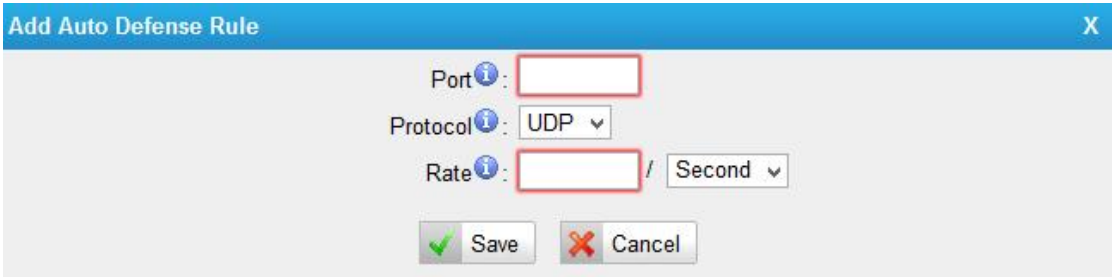 Add Auto Defense Rule X
Port i :
Protocol i : UDP
Rate i : / Second
Save Cancel